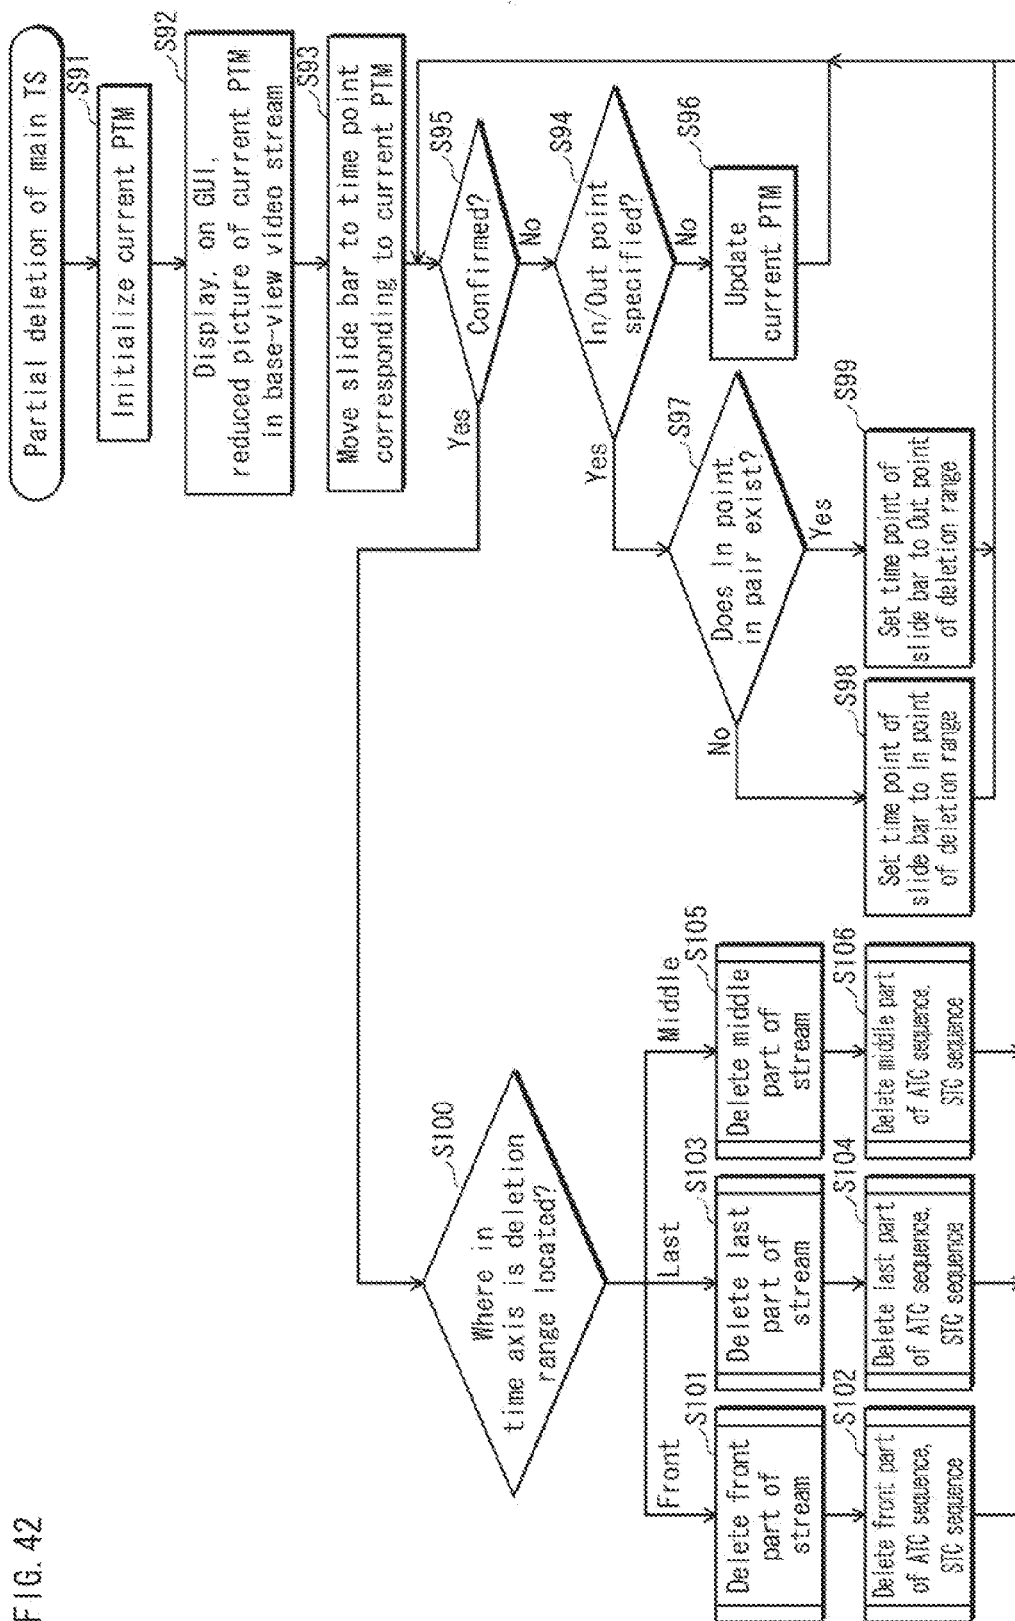 FIG. 42
Partial deletion of main TS
S91
Initialize current PTM
S92
Display, on GUI,
reduced picture of current PTM
in base-view video stream
S93
Move slide bar to time point
corresponding to current PTM
S95
Confirmed?
Yes
No
S94
In/Out point
specified?
Yes
No
S96
Update
current PTM
S97
Does In point
in pair exist?
No
Yes
S98
Set time point of
slide bar to In point
of deletion range
S99
Set time point of
slide bar to Out point
of deletion range
S100
Where in
time axis is deletion
range located?
Front
Last
Middle
S101
Delete front
part of
stream
S103
Delete last
part of
stream
S105
Delete middle
part of
stream
S102
Delete front part
of ATC sequence,
STC sequence
S104
Delete last part
of ATC sequence,
STC sequence
S106
Delete middle part
of ATC sequence,
STC sequence